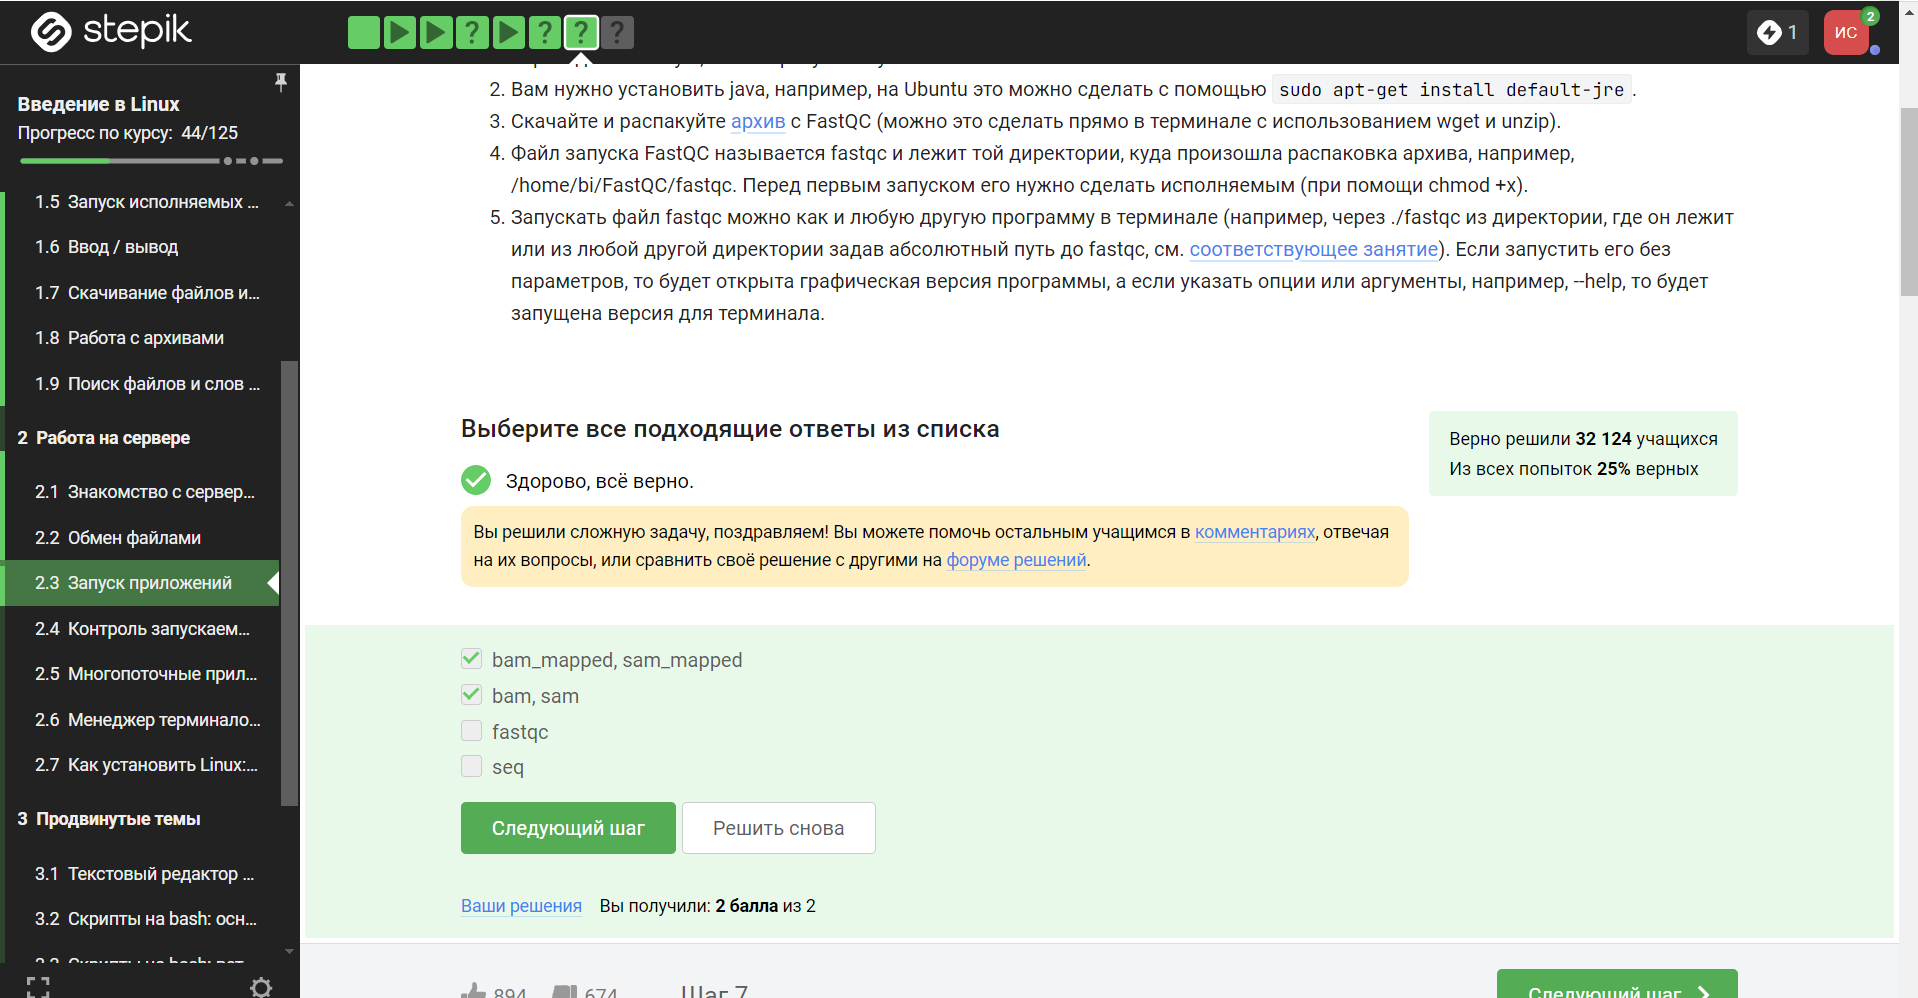 stepik
?
?
?
?
1
ИС
2
Введение в Linux
Прогресс по курсу: 44/125
1.5 Запуск исполняемых ...
1.6 Ввод / вывод
1.7 Скачивание файлов и...
1.8 Работа с архивами
1.9 Поиск файлов и слов ...
2 Работа на сервере
2.1 Знакомство с сервер...
2.2 Обмен файлами
2.3 Запуск приложений
2.4 Контроль запускаем...
2.5 Многопоточные прил...
2.6 Менеджер терминало...
2.7 Как установить Linux:...
3 Продвинутые темы
3.1 Текстовый редактор ...
3.2 Скрипты на bash: осн...
2. Вам нужно установить java, например, на Ubuntu это можно сделать с помощью sudo apt-get install default-jre .
3. Скачайте и распакуйте архив с FastQC (можно это сделать прямо в терминале с использованием wget и unzip).
4. Файл запуска FastQC называется fastqc и лежит той директории, куда произошла распаковка архива, например,
/home/bi/FastQC/fastqc. Перед первым запуском его нужно сделать исполняемым (при помощи chmod +x).
5. Запускать файл fastqc можно как и любую другую программу в терминале (например, через ./fastqc из директории, где он лежит
или из любой другой директории задав абсолютный путь до fastqc, см. соответствующее занятие). Если запустить его без
параметров, то будет открыта графическая версия программы, а если указать опции или аргументы, например, --help, то будет
запущена версия для терминала.
Выберите все подходящие ответы из списка
Верно решили 32 124 учащихся
Из всех попыток 25% верных
Здорово, всё верно.
Вы решили сложную задачу, поздравляем! Вы можете помочь остальным учащимся в комментариях, отвечая
на их вопросы, или сравнить своё решение с другими на форуме решений.
bam_mapped, sam_mapped
bam, sam
fastqc
seq
Следующий шаг
Решить снова
Ваши решения Вы получили: 2 балла из 2
894 674 Шаг 7
Следующий шаг